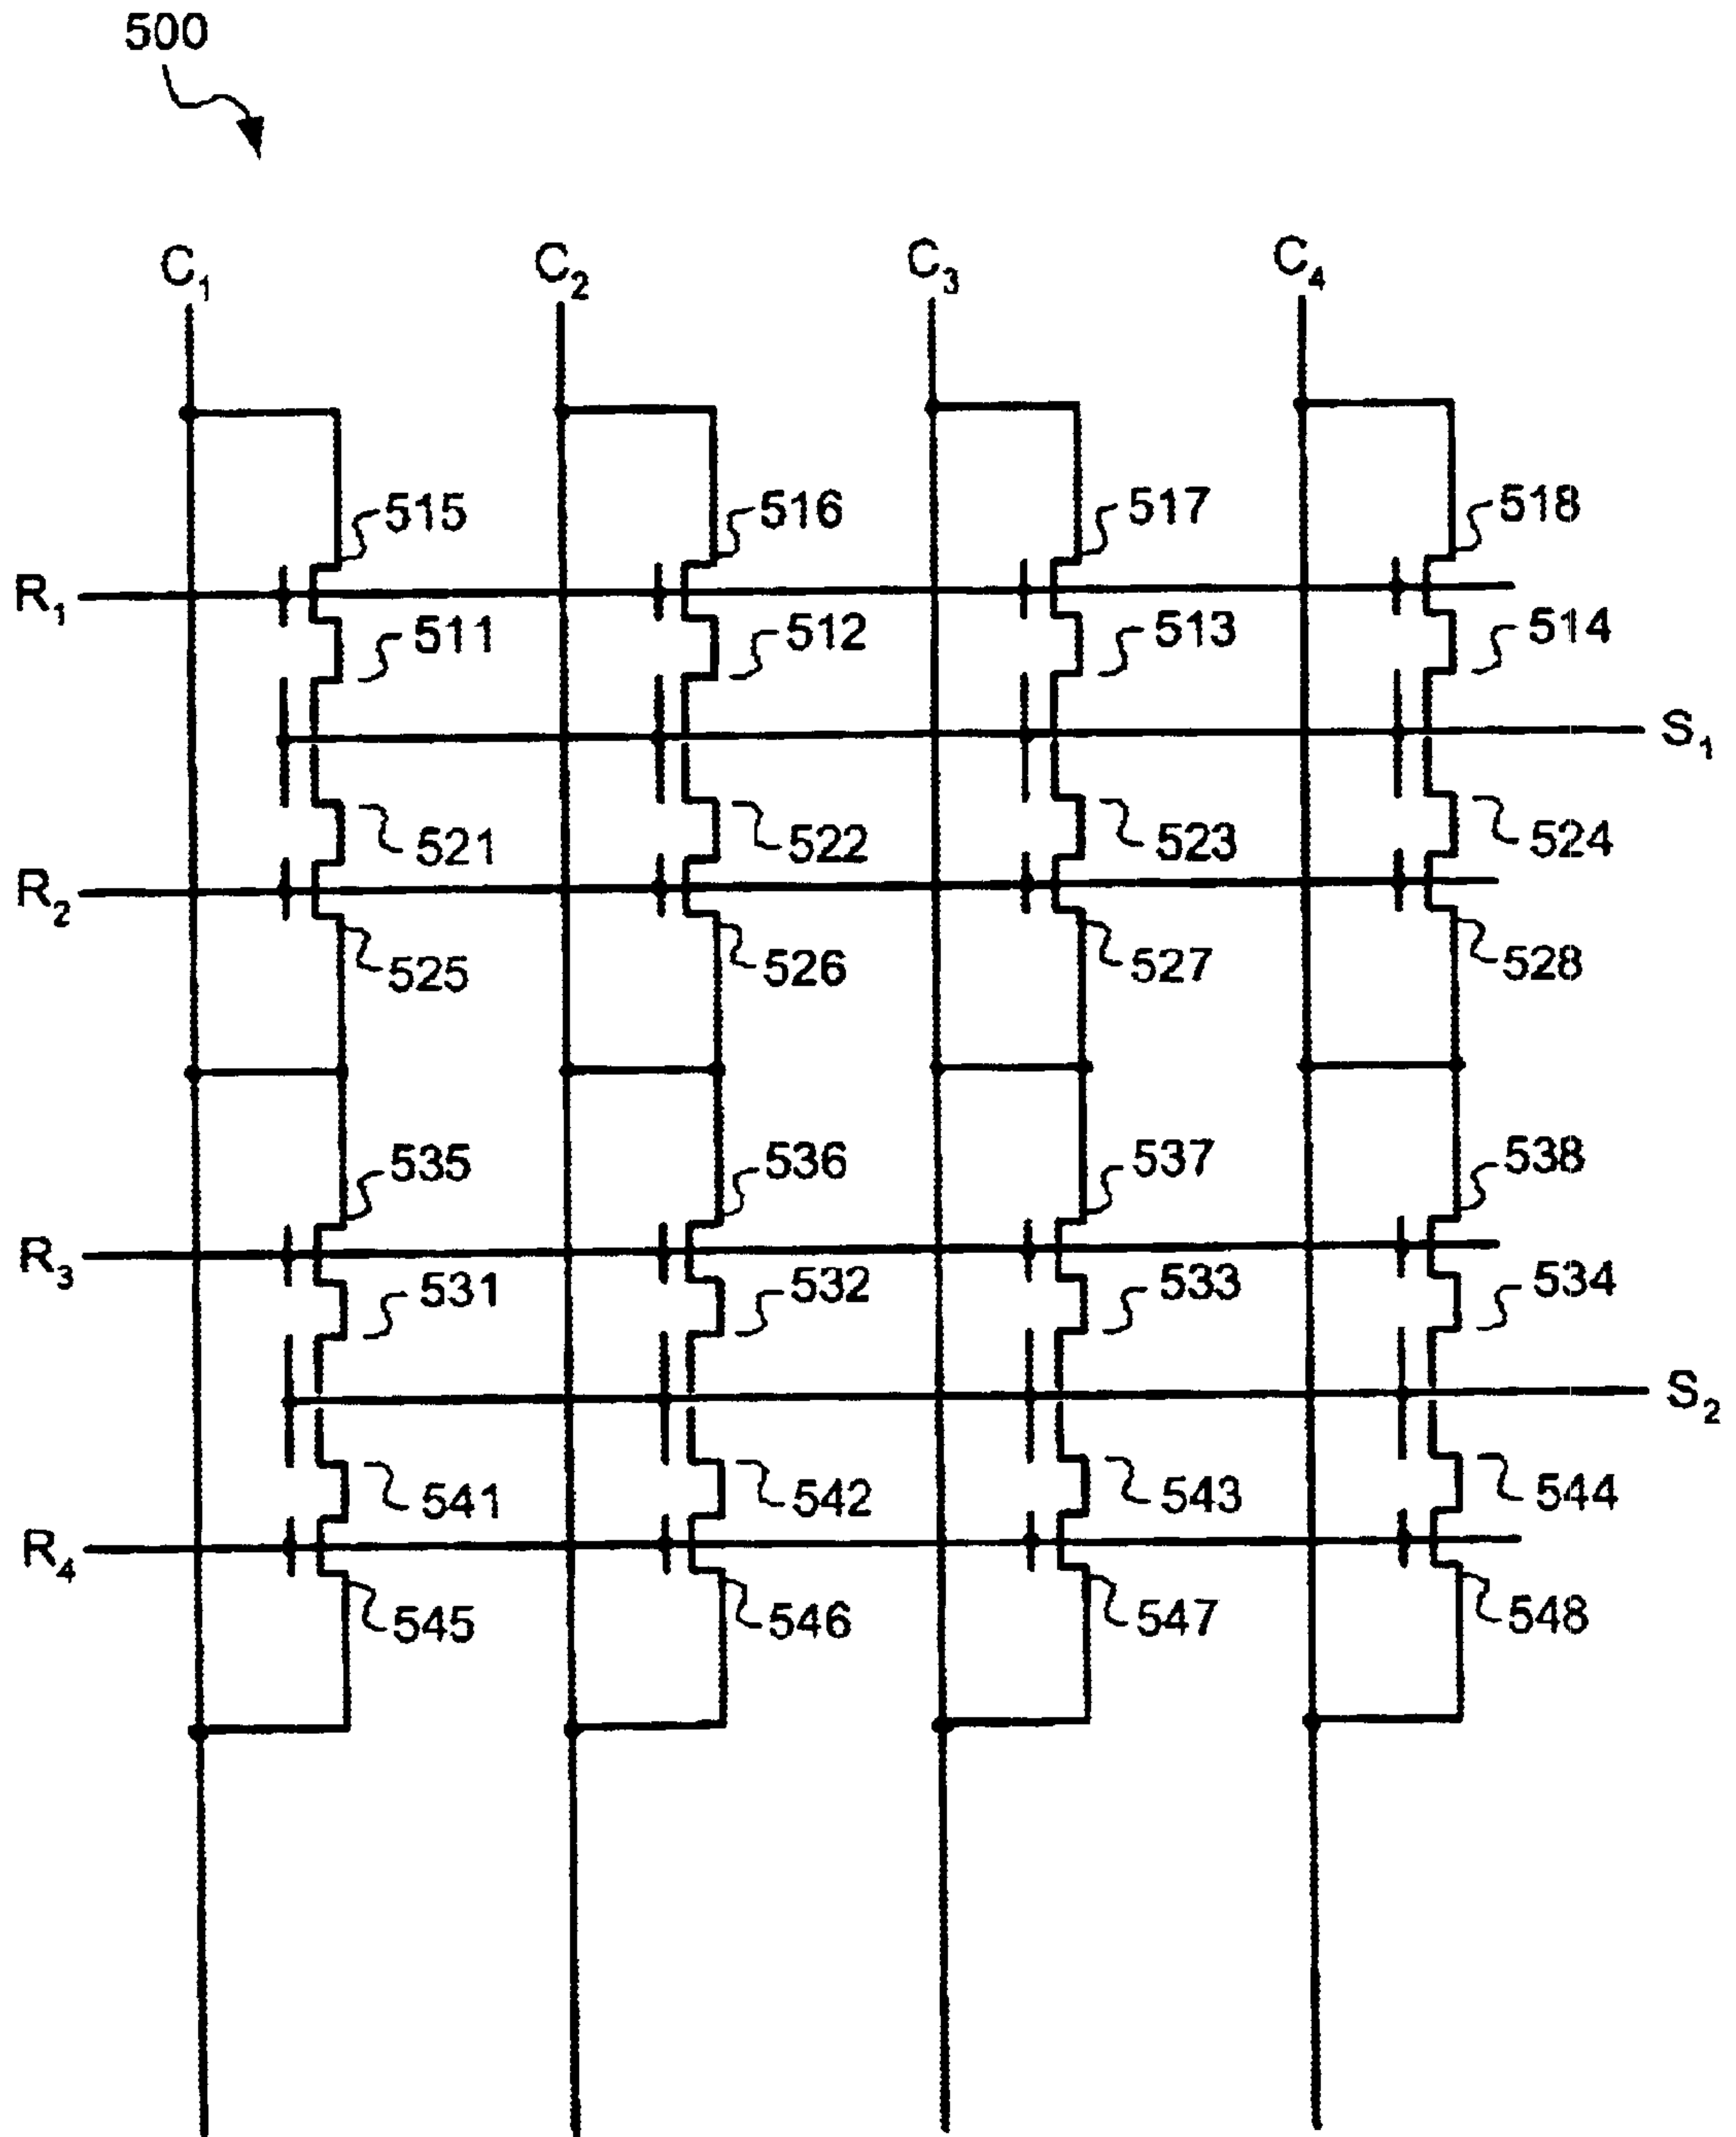 500
C₁ C₂ C₃ C₄
515 516 517 518
R₁
511 512 513 514
S₁
521 522 523 524
R₂
525 526 527 528
535 536 537 538
R₃
531 532 533 534
S₂
541 542 543 544
R₄
545 546 547 548